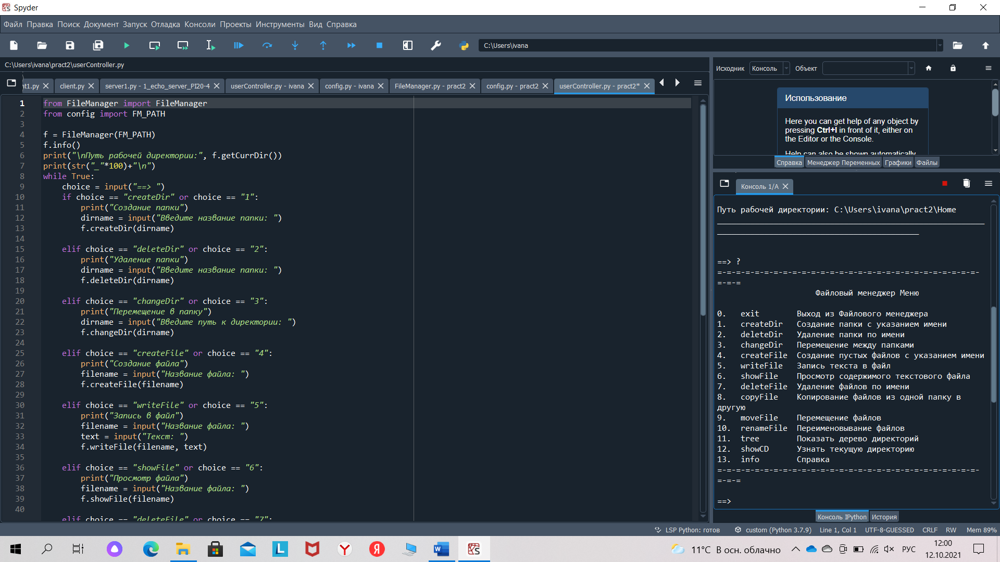 Spyder
Файл Правка Поиск Документ Запуск Отладка Консоли Проекты Инструменты Вид Справка
C:\Users\ivana
C:\Users\ivana\pract2\userController.py
nt1.py client.py server1.py - 1_echo_server_PI20-4 userController.py - ivana config.py - ivana FileManager.py - pract2 config.py - pract2 userController.py - pract2*
1 from FileManager import FileManager
2 from config import FM_PATH
3
4 f = FileManager(FM_PATH)
5 f.info()
6 print("\nПуть рабочей директории:", f.getCurrDir())
7 print(str("_"*100)+"\n")
8 while True:
9 choice = input("==> ")
10 if choice == "createDir" or choice == "1":
11 print("Создание папки")
12 dirname = input("Введите название папки: ")
13 f.createDir(dirname)
14
15 elif choice == "deleteDir" or choice == "2":
16 print("Удаление папки")
17 dirname = input("Введите название папки: ")
18 f.deleteDir(dirname)
19
20 elif choice == "changeDir" or choice == "3":
21 print("Перемещение в папку")
22 dirname = input("Введите путь к директории: ")
23 f.changeDir(dirname)
24
25 elif choice == "createFile" or choice == "4":
26 print("Создание файла")
27 filename = input("Название файла: ")
28 f.createFile(filename)
29
30 elif choice == "writeFile" or choice == "5":
31 print("Запись в файл")
32 filename = input("Название файла: ")
33 text = input("Текст: ")
34 f.writeFile(filename, text)
35
36 elif choice == "showFile" or choice == "6":
37 print("Просмотр файла")
38 filename = input("Название файла: ")
39 f.showFile(filename)
40
elif choice == "deleteFile" or choice == "7":
Исходник Консоль Объект
Использование
Here you can get help of any object by
pressing Ctrl+I in front of it, either on
the Editor or the Console.
Help can also be shown automatically
Справка Менеджер Переменных Графики Файлы
Консоль 1/A
Путь рабочей директории: C:\Users\ivana\pract2\Home
_________________________________________________________
___________________________________________
==> ?
=-=-=-=-=-=-=-=-=-=-=-=-=-=-=-=-=-=-=-=-=-=-=-=-=-=-=-=-
=-=-=
Файловый менеджер Меню
0. exit Выход из Файлового менеджера
1. createDir Создание папки с указанием имени
2. deleteDir Удаление папки по имени
3. changeDir Перемещение между папками
4. createFile Создание пустых файлов с указанием имени
5. writeFile Запись текста в файл
6. showFile Просмотр содержимого текстового файла
7. deleteFile Удаление файлов по имени
8. copyFile Копирование файлов из одной папку в
другую
9. moveFile Перемещение файлов
10. renameFile Переименовывание файлов
11. tree Показать дерево директорий
12. showCD Узнать текущую директорию
13. info Справка
=-=-=-=-=-=-=-=-=-=-=-=-=-=-=-=-=-=-=-=-=-=-=-=-=-=-=-=-
=-=-=
==>
Консоль IPython История
LSP Python: готов custom (Python 3.7.9) Line 1, Col 1 UTF-8-GUESSED CRLF RW Mem 89%
11°C В осн. облачно РУС 12:00
12.10.2021